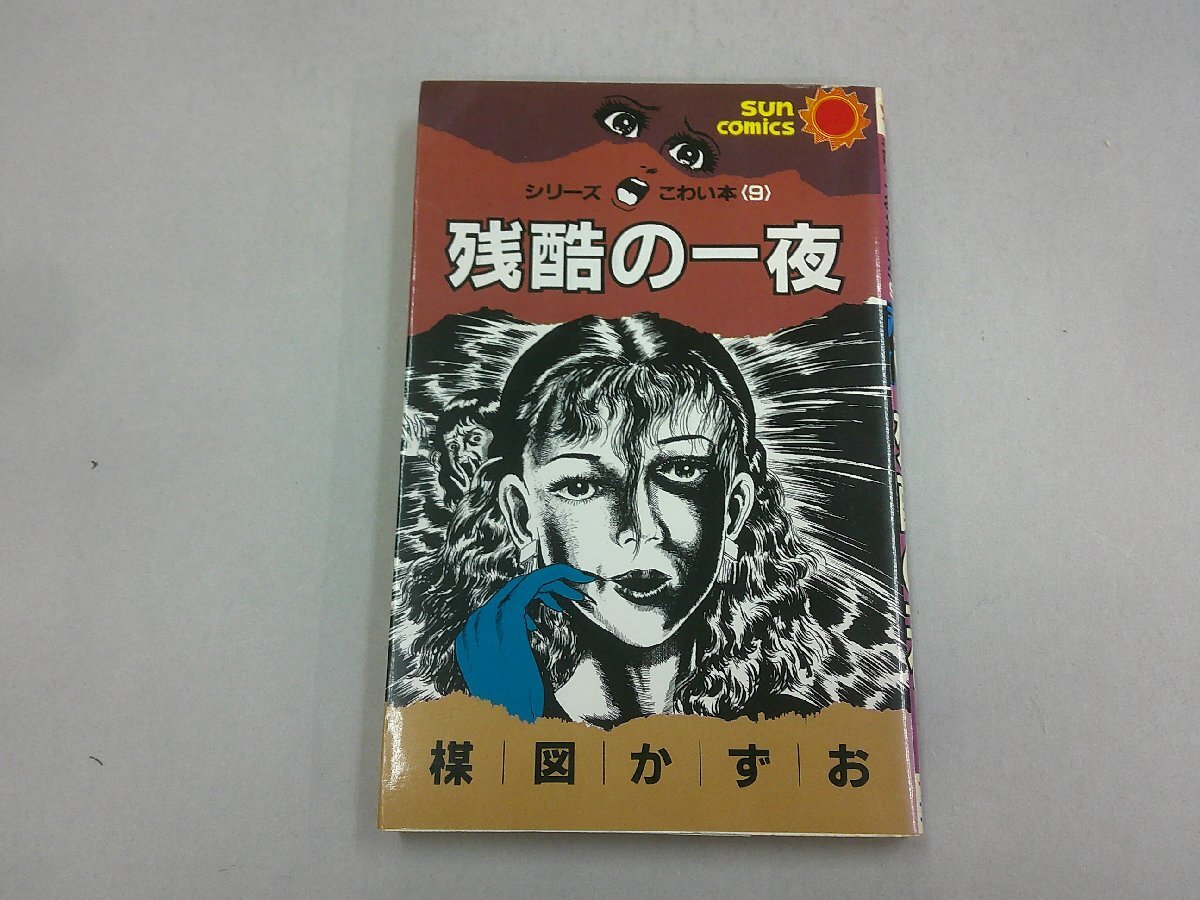 sun
comics
シリーズ こわい本〈9〉
残酷の一夜
楳図かずお